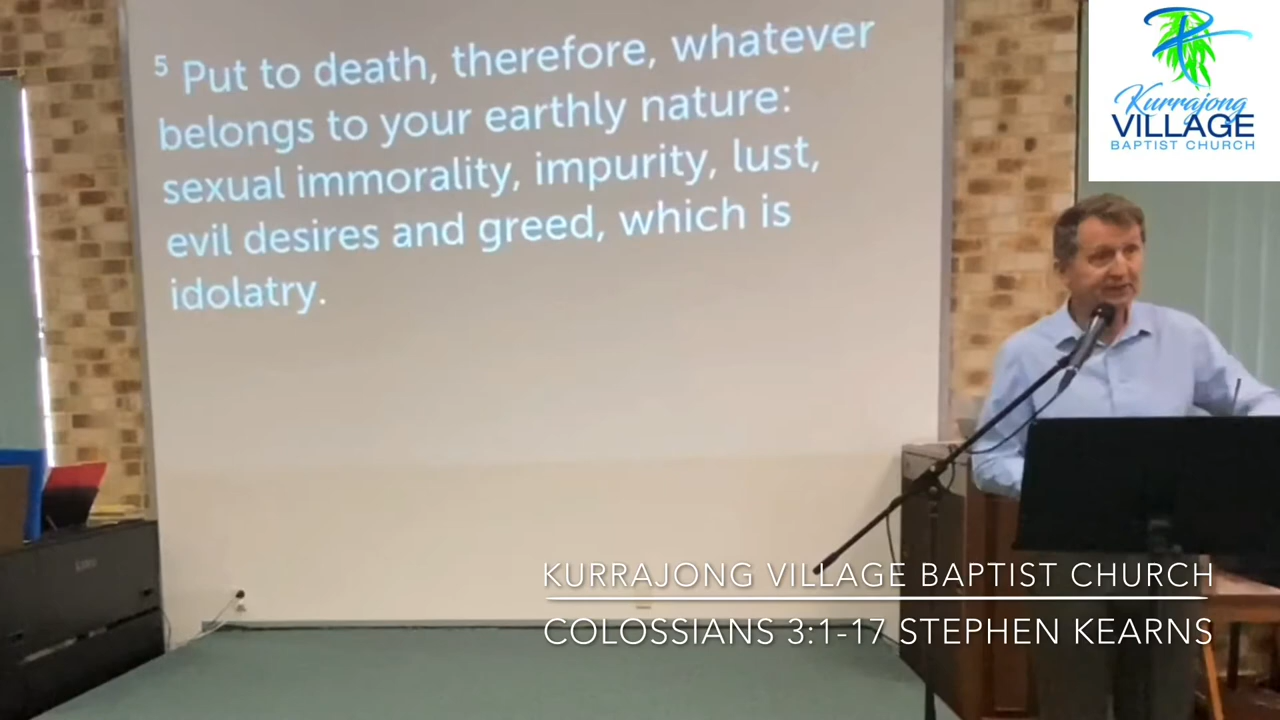 5 Put to death, therefore, whatever
belongs to your earthly nature:
sexual immorality, impurity, lust,
evil desires and greed, which is
idolatry.
Kurrajong
VILLAGE
BAPTIST CHURCH
KURRAJONG VILLAGE BAPTIST CHURCH
COLOSSIANS 3:1-17 STEPHEN KEARNS